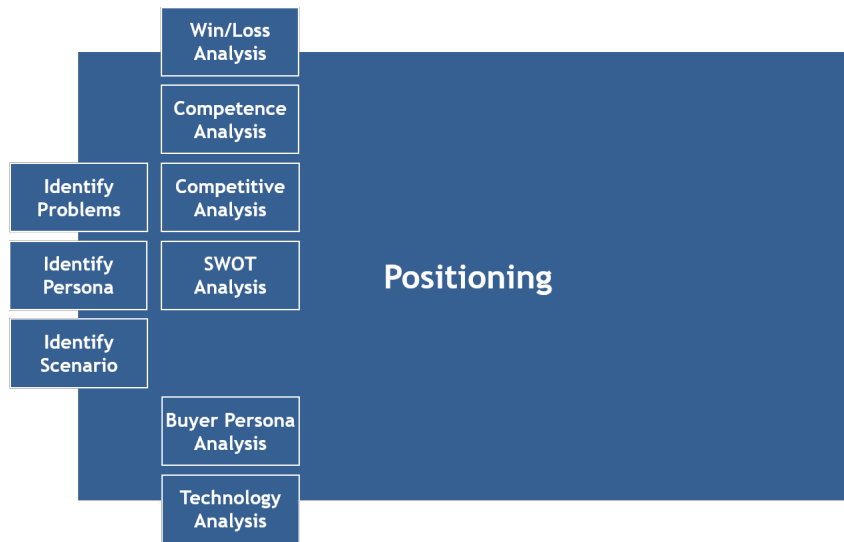 Win/Loss
Analysis
Competence
Analysis
Identify
Problems
Competitive
Analysis
Identify
Persona
SWOT
Analysis
Positioning
Identify
Scenario
Buyer Persona
Analysis
Technology
Analysis